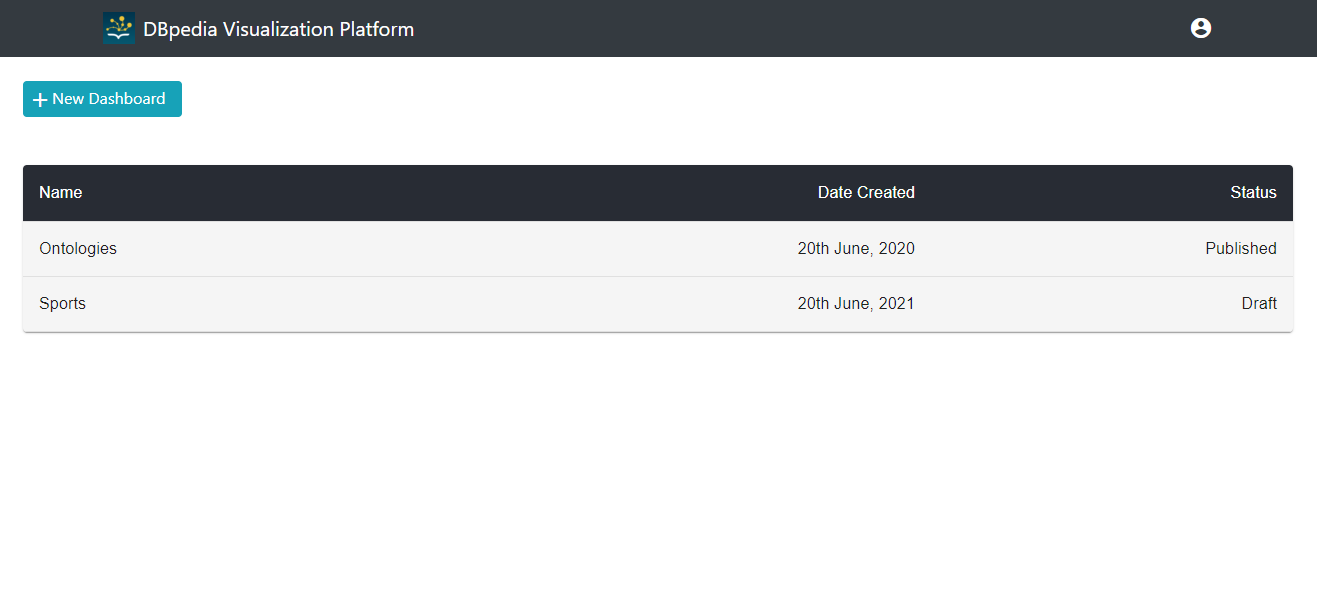 DBpedia Visualization Platform
New Dashboard
Name Date Created Status
Ontologies 20th June, 2020 Published
Sports 20th June, 2021 Draft